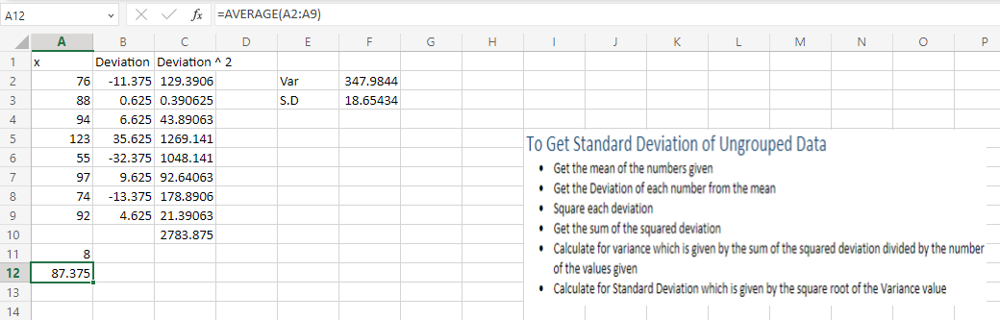 A12 fx =AVERAGE(A2:A9)
A B C D E F G H I J K L M N O P
1 x Deviation Deviation ^ 2
2 76 -11.375 129.3906 Var 347.9844
3 88 0.625 0.390625 S.D 18.65434
4 94 6.625 43.89063
5 123 35.625 1269.141
6 55 -32.375 1048.141
7 97 9.625 92.64063
8 74 -13.375 178.8906
9 92 4.625 21.39063
10 2783.875
11 8
12 87.375
13
14
To Get Standard Deviation of Ungrouped Data
• Get the mean of the numbers given
• Get the Deviation of each number from the mean
• Square each deviation
• Get the sum of the squared deviation
• Calculate for variance which is given by the sum of the squared deviation divided by the number
of the values given
• Calculate for Standard Deviation which is given by the square root of the Variance value